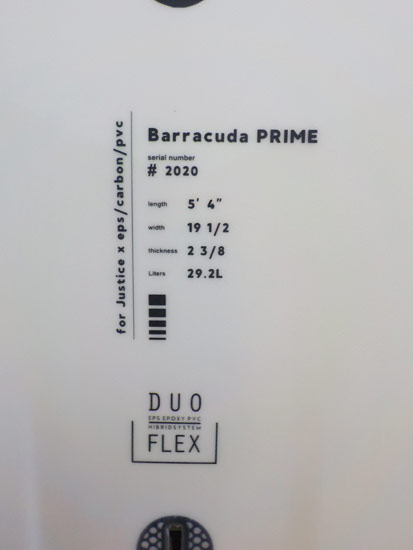 for Justice x eps/carbon/pvc
Barracuda PRIME
serial number
# 2020
length 5' 4"
width 19 1/2
thickness 2 3/8
Liters 29.2L
DUO
EPS EPOXY PVC
HIBRIDSYSTEM
FLEX